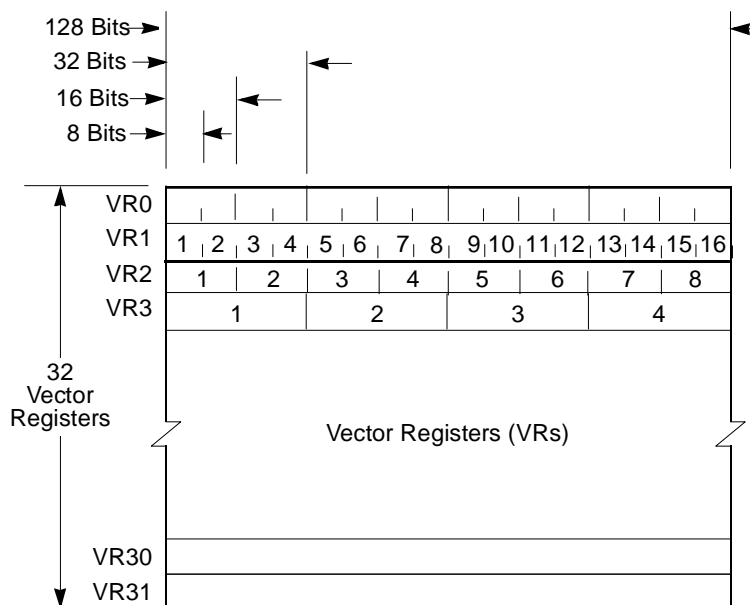 128 Bits
32 Bits
16 Bits
8 Bits
VR0
VR1 1 2 3 4 5 6 7 8 9 10 11 12 13 14 15 16
VR2 1 2 3 4 5 6 7 8
VR3 1 2 3 4
32
Vector
Registers
Vector Registers (VRs)
VR30
VR31